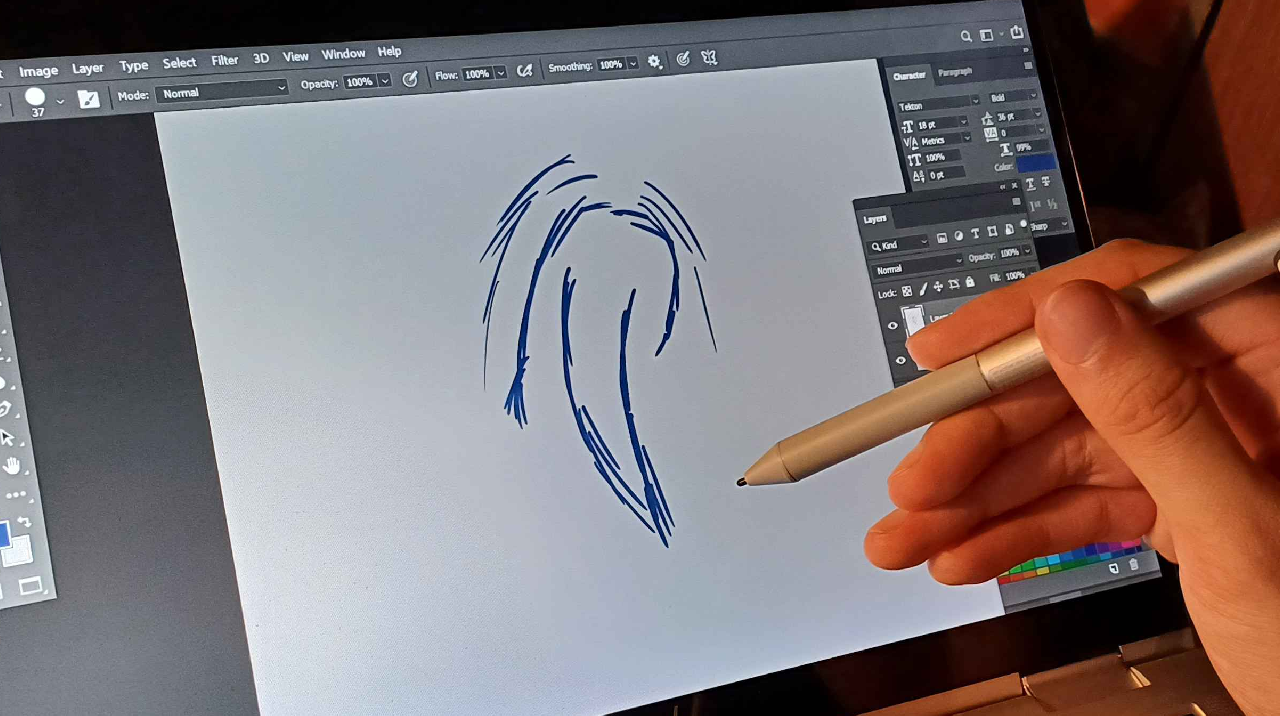 Image Layer Type Select Filter 3D View Window Help
37 Mode: Normal Opacity: 100% Flow: 100% Smoothing: 100%
Character Paragraph
Tekton Bold
18 pt 36 pt
Metrics 0
100% 99%
0 pt Color:
Sharp
Layers
Kind
Normal Opacity: 100%
Lock: Fill: 100%